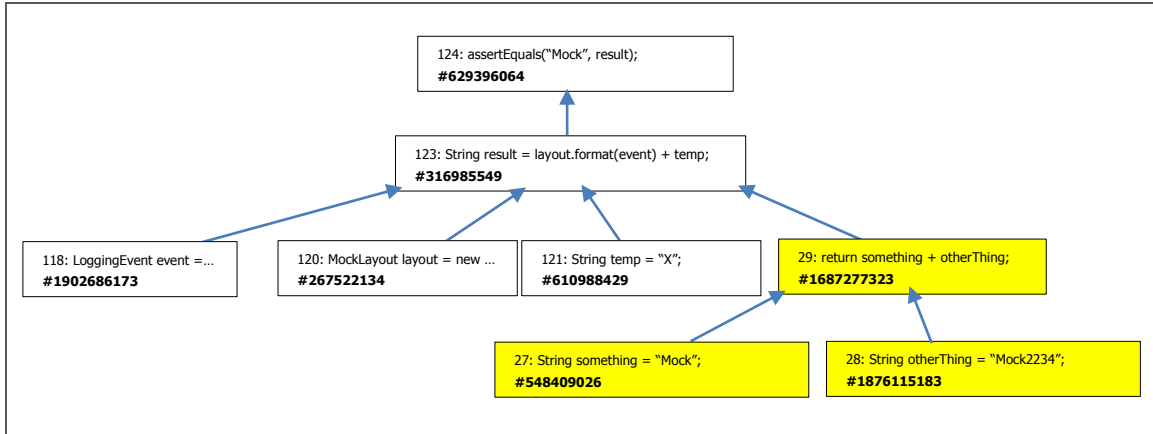 124: assertEquals(“Mock”, result);
#629396064
123: String result = layout.format(event) + temp;
#316985549
118: LoggingEvent event =…
#1902686173
120: MockLayout layout = new …
#267522134
121: String temp = “X”;
#610988429
29: return something + otherThing;
#1687277323
27: String something = “Mock”;
#548409026
28: String otherThing = “Mock2234”;
#1876115183